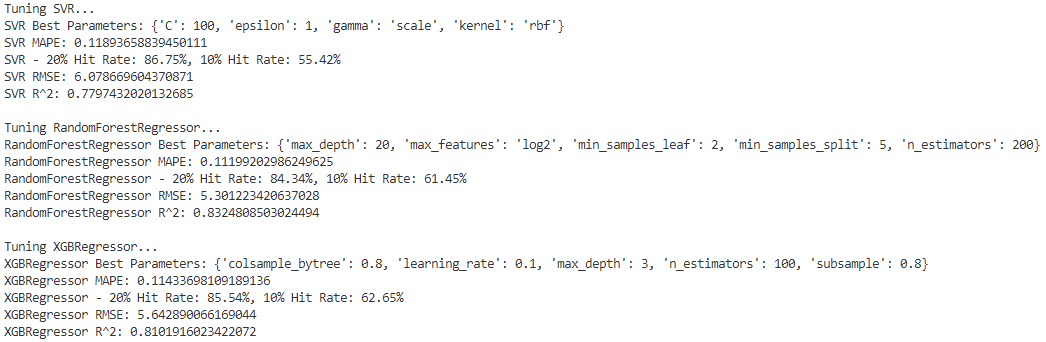 Tuning SVR...
SVR Best Parameters: {'C': 100, 'epsilon': 1, 'gamma': 'scale', 'kernel': 'rbf'}
SVR MAPE: 0.11893658839450111
SVR - 20% Hit Rate: 86.75%, 10% Hit Rate: 55.42%
SVR RMSE: 6.078669604370871
SVR R^2: 0.7797432020132685

Tuning RandomForestRegressor...
RandomForestRegressor Best Parameters: {'max_depth': 20, 'max_features': 'log2', 'min_samples_leaf': 2, 'min_samples_split': 5, 'n_estimators': 200}
RandomForestRegressor MAPE: 0.11199202986249625
RandomForestRegressor - 20% Hit Rate: 84.34%, 10% Hit Rate: 61.45%
RandomForestRegressor RMSE: 5.301223420637028
RandomForestRegressor R^2: 0.8324808503024494

Tuning XGBRegressor...
XGBRegressor Best Parameters: {'colsample_bytree': 0.8, 'learning_rate': 0.1, 'max_depth': 3, 'n_estimators': 100, 'subsample': 0.8}
XGBRegressor MAPE: 0.11433698109189136
XGBRegressor - 20% Hit Rate: 85.54%, 10% Hit Rate: 62.65%
XGBRegressor RMSE: 5.642890066169044
XGBRegressor R^2: 0.8101916023422072